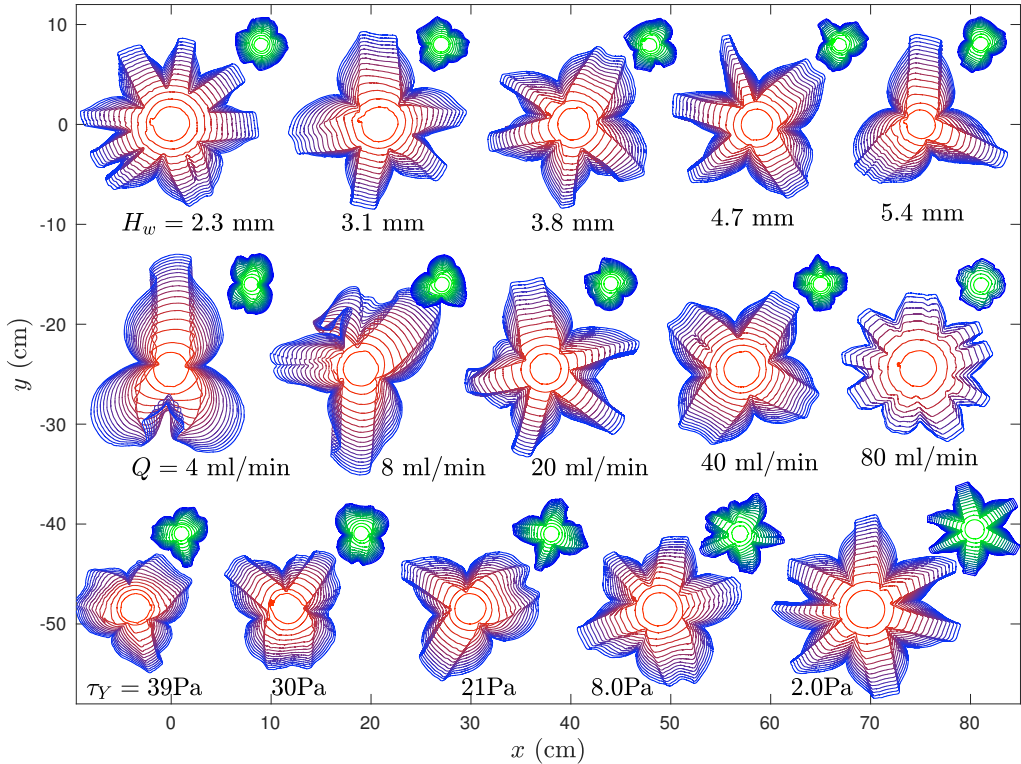 10
0
-10
-20
-30
-40
-50
y (cm)
H_w = 2.3 mm
3.1 mm
3.8 mm
4.7 mm
5.4 mm
Q = 4 ml/min
8 ml/min
20 ml/min
40 ml/min
80 ml/min
τ_Y = 39Pa
30Pa
21Pa
8.0Pa
2.0Pa
0 10 20 30 40 50 60 70 80
x (cm)